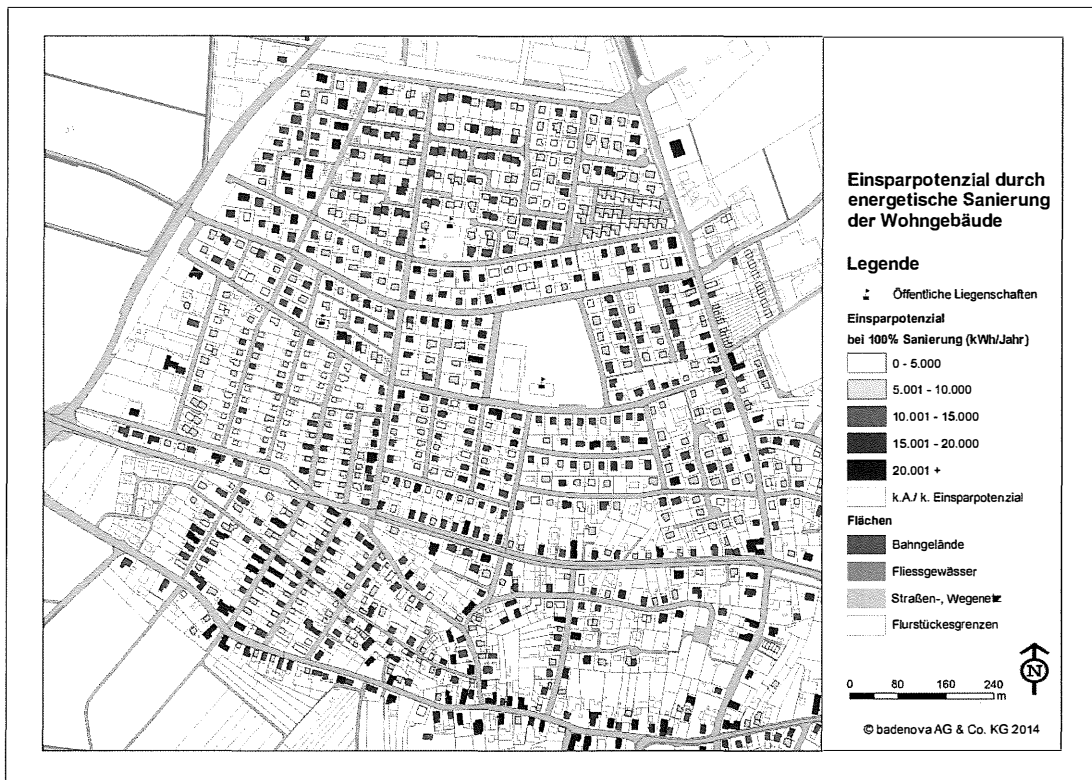 Einsparpotenzial durch
energetische Sanierung
der Wohngebäude
Legende
Öffentliche Liegenschaften
Einsparpotenzial
bei 100% Sanierung (kWh/Jahr)
0 - 5.000
5.001 - 10.000
10.001 - 15.000
15.001 - 20.000
20.001 +
k.A./ k. Einsparpotenzial
Flächen
Bahngelände
Fliessgewässer
Straßen-, Wegenetz
Flurstückesgrenzen
N
0 80 160 240
m
© badenova AG & Co. KG 2014